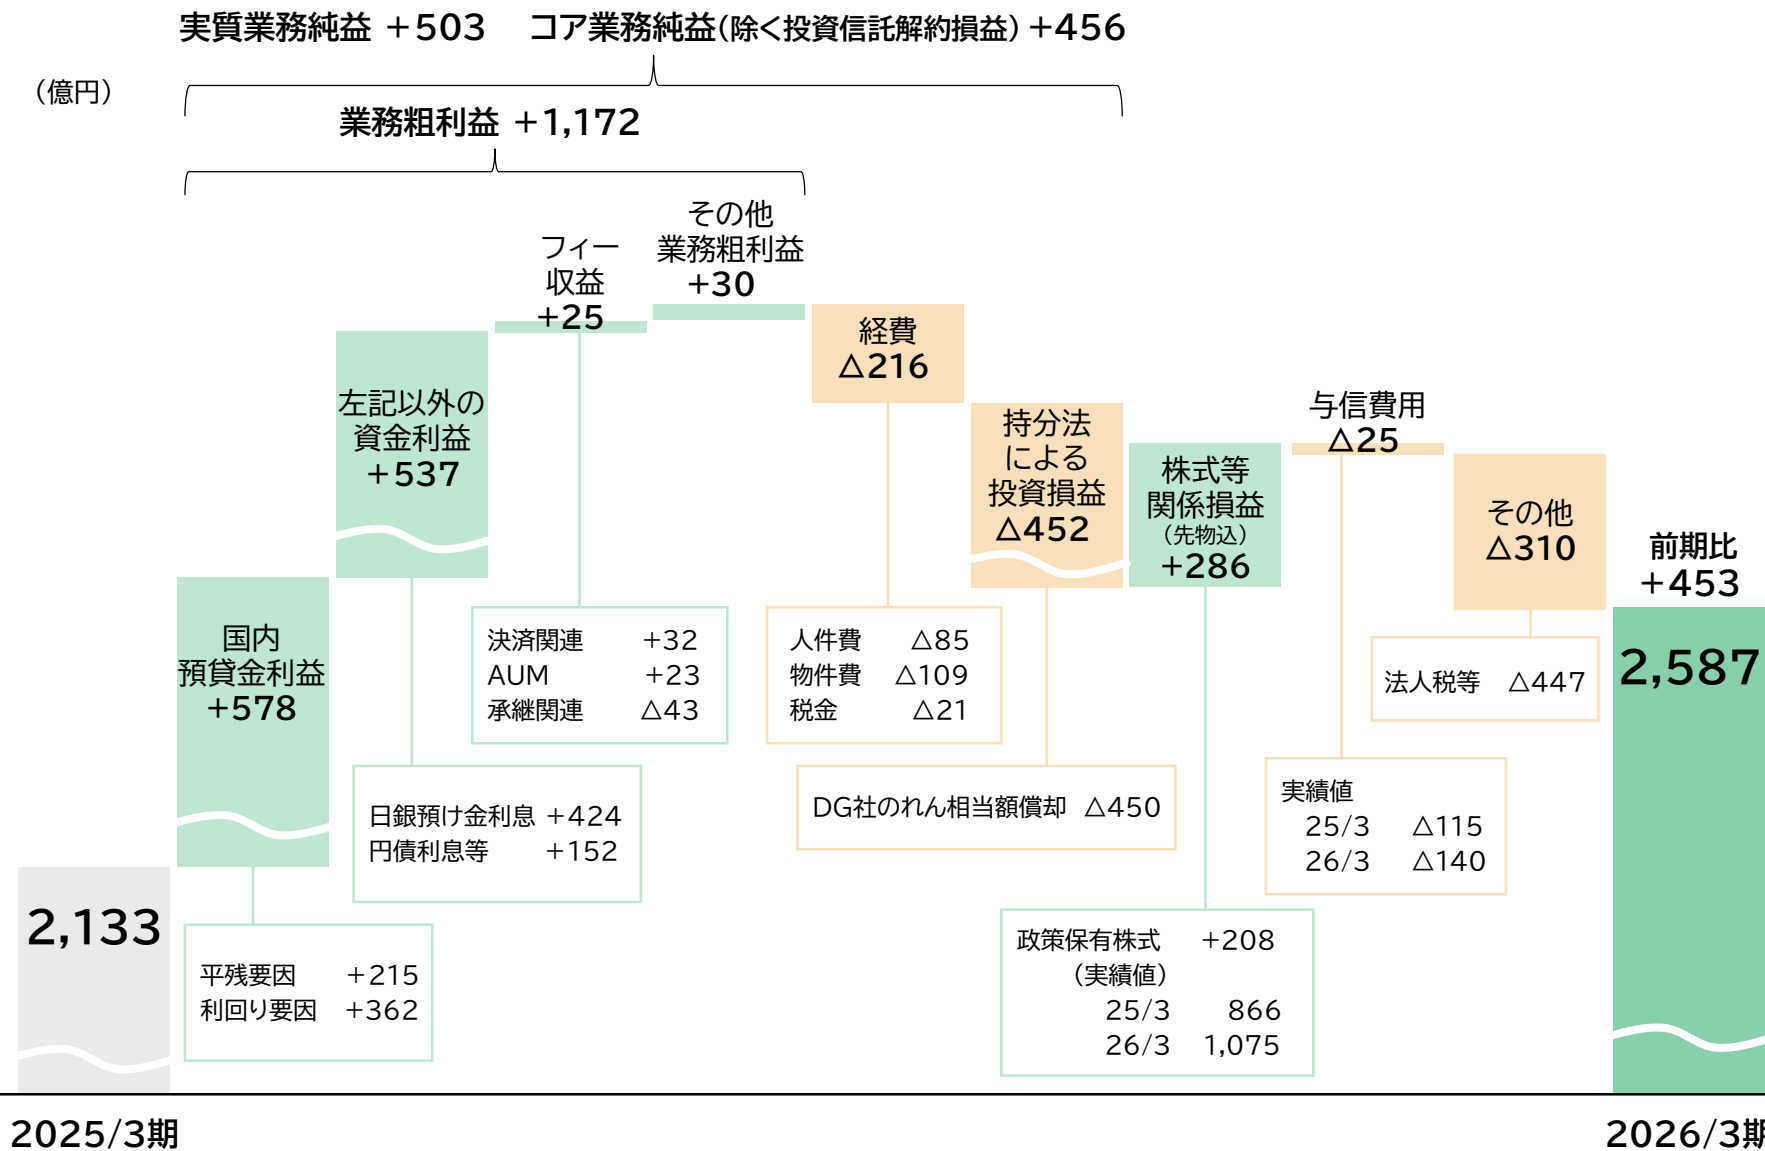 実質業務純益 +503 コア業務純益(除く投資信託解約損益) +456
(億円)
業務粗利益 +1,172
その他
業務粗利益
+30
フィー
収益
+25
経費
△216
左記以外の
資金利益
+537
持分法
による
投資損益
△452
与信費用
△25
株式等
関係損益
(先物込)
+286
その他
△310
前期比
+453
国内
預貸金利益
+578
決済関連 +32
AUM +23
承継関連 △43
人件費 △85
物件費 △109
税金 △21
法人税等 △447
2,587
日銀預け金利息 +424
円債利息等 +152
DG社のれん相当額償却 △450
実績値
25/3 △115
26/3 △140
2,133
平残要因 +215
利回り要因 +362
政策保有株式 +208
(実績値)
25/3 866
26/3 1,075
2025/3期
2026/3期